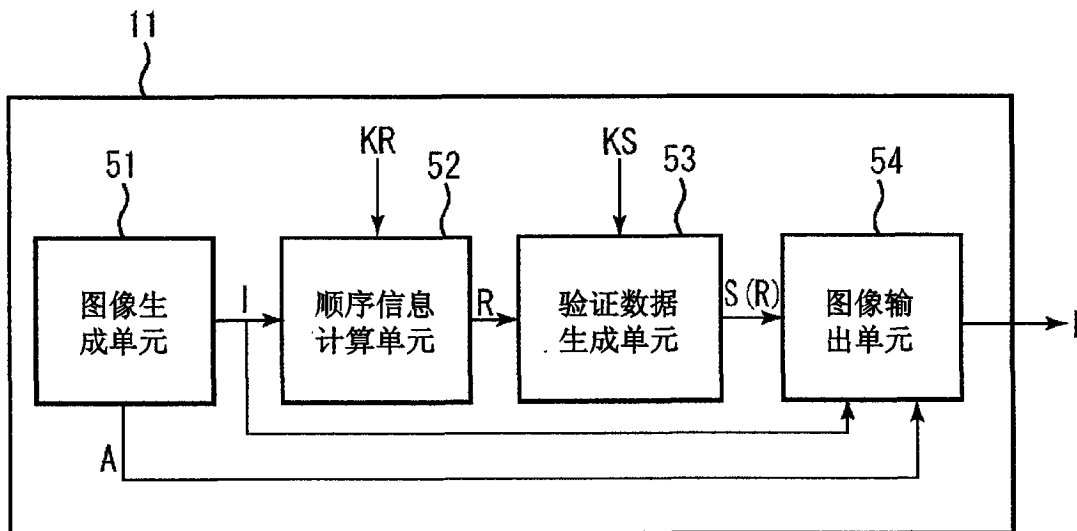 11
KR
KS
51
52
53
54
图像生
成单元
I
顺序信息
计算单元
R
验证数据
生成单元
S(R)
图像输
出单元
A